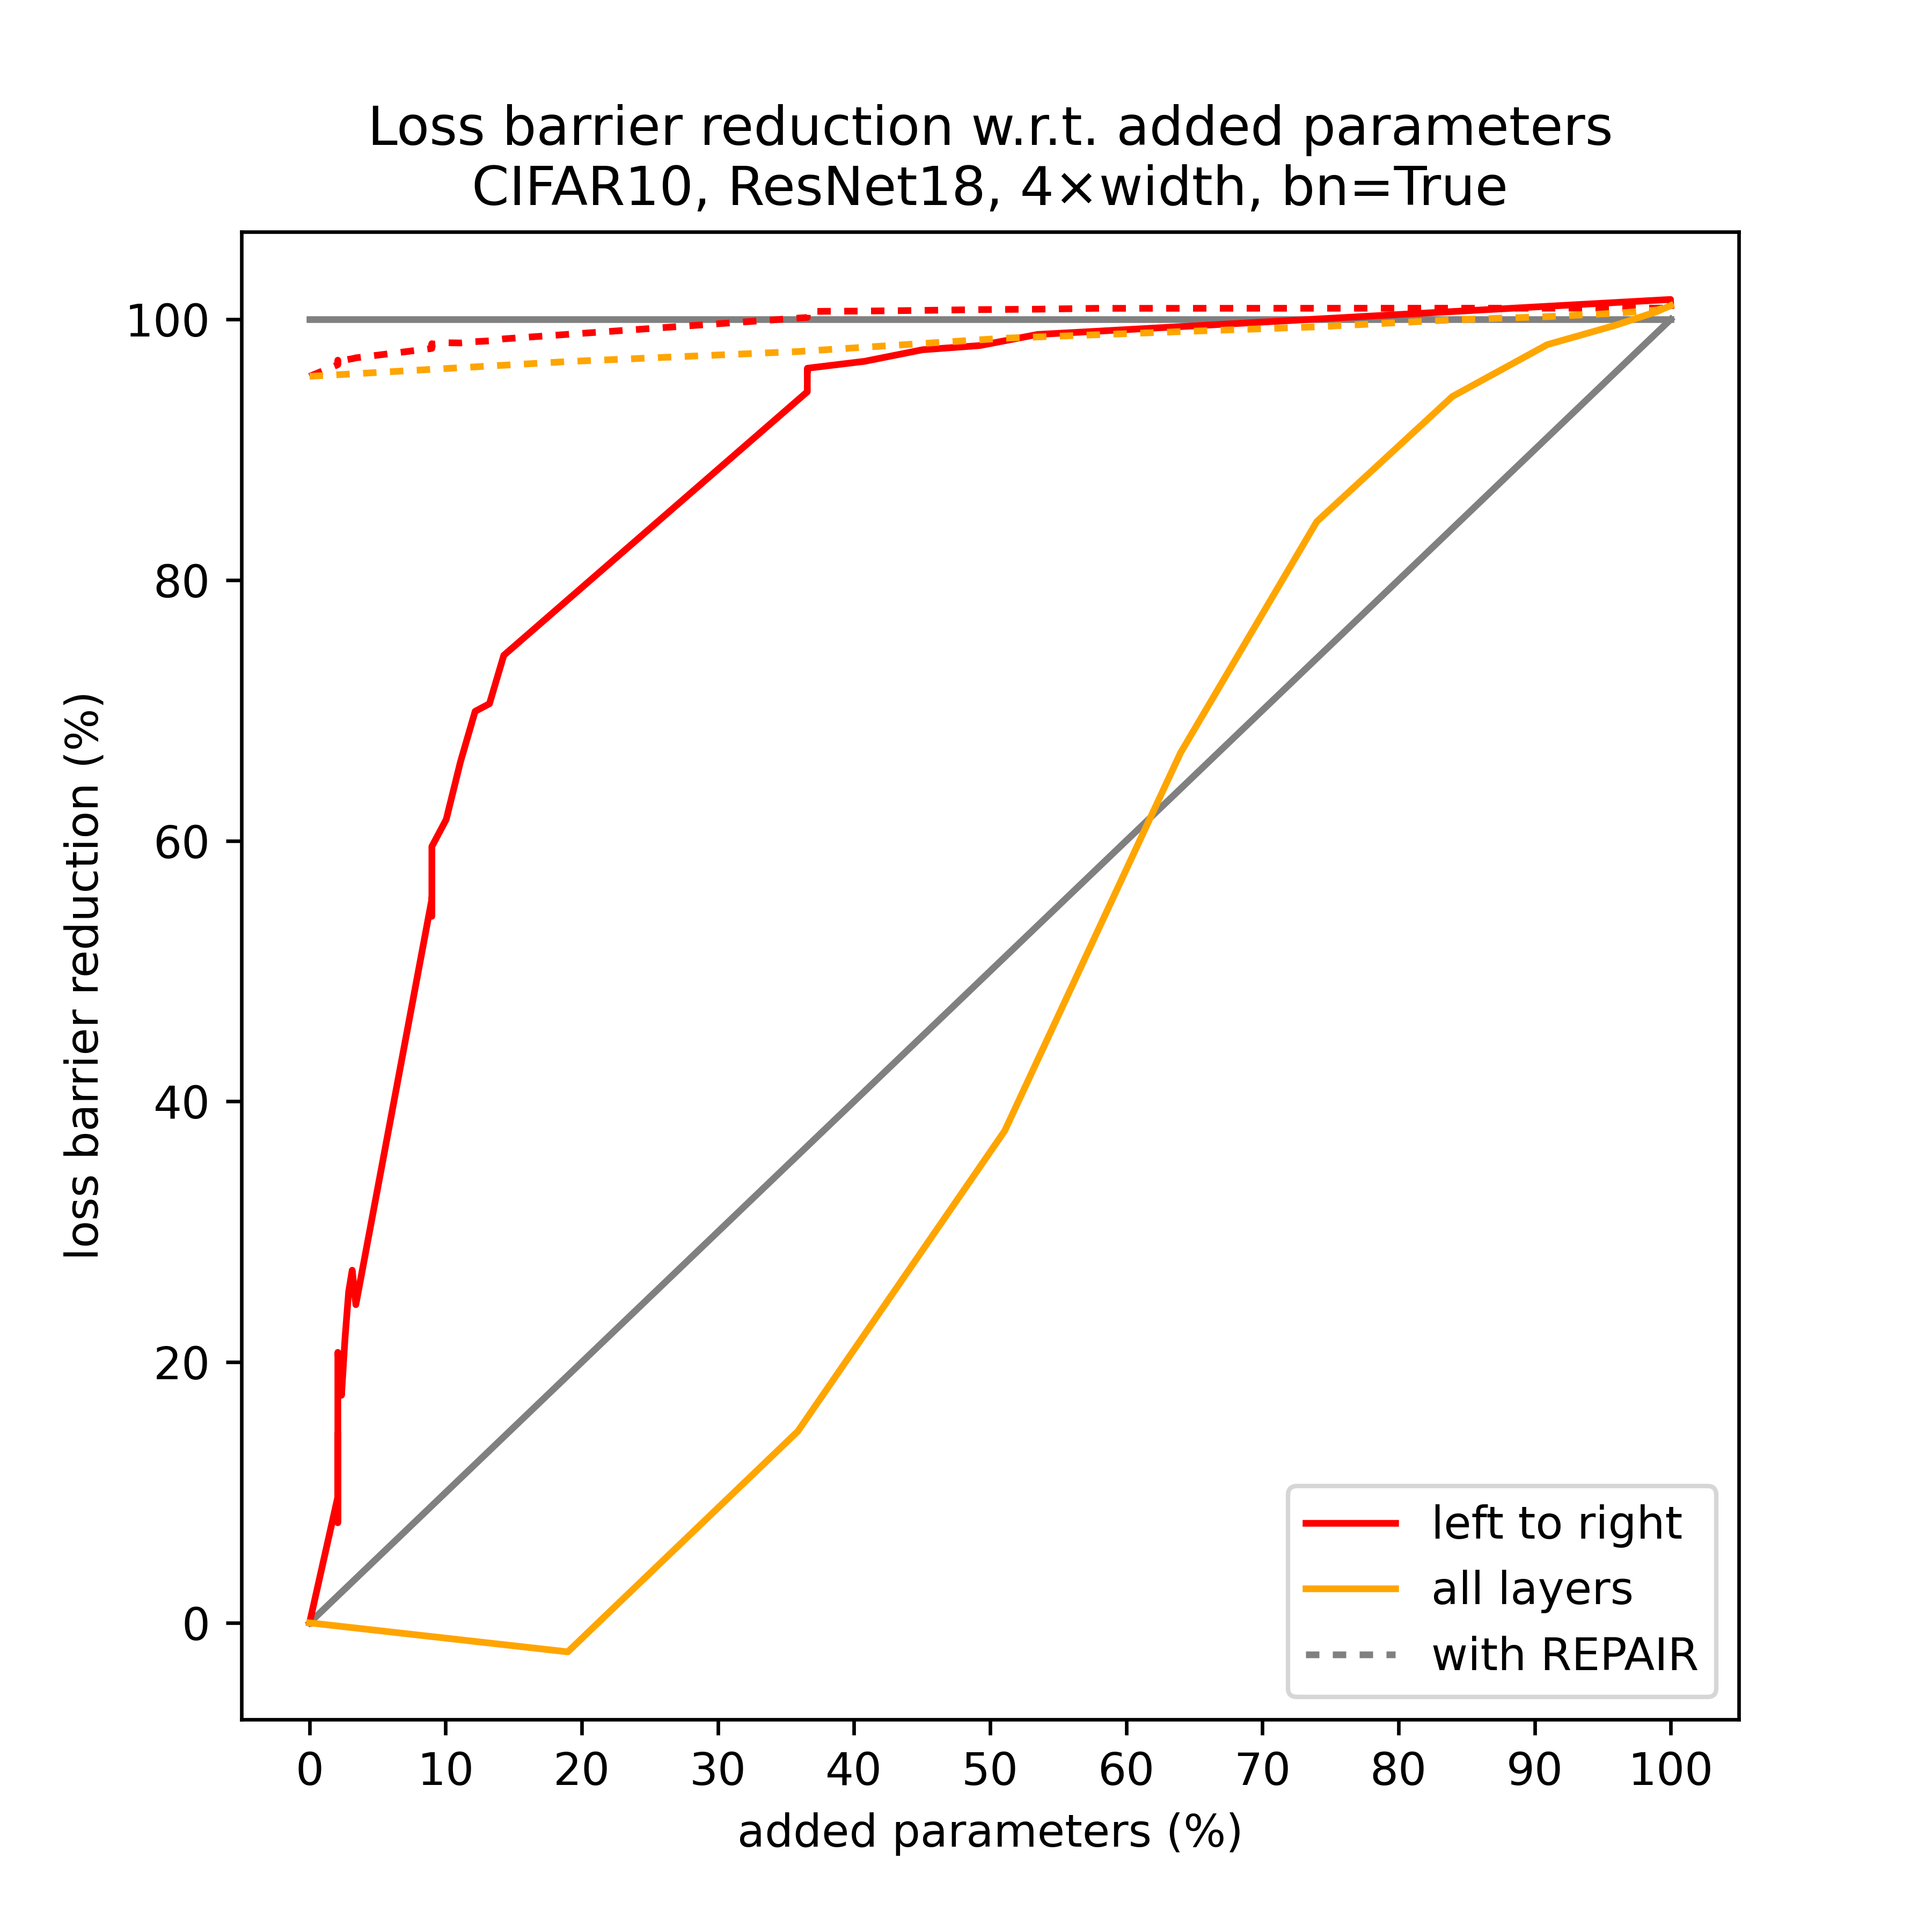 Loss barrier reduction w.r.t. added parameters
CIFAR10, ResNet18, 4×width, bn=True
100
80
60
40
20
0
loss barrier reduction (%)
left to right
all layers
with REPAIR
0 10 20 30 40 50 60 70 80 90 100
added parameters (%)